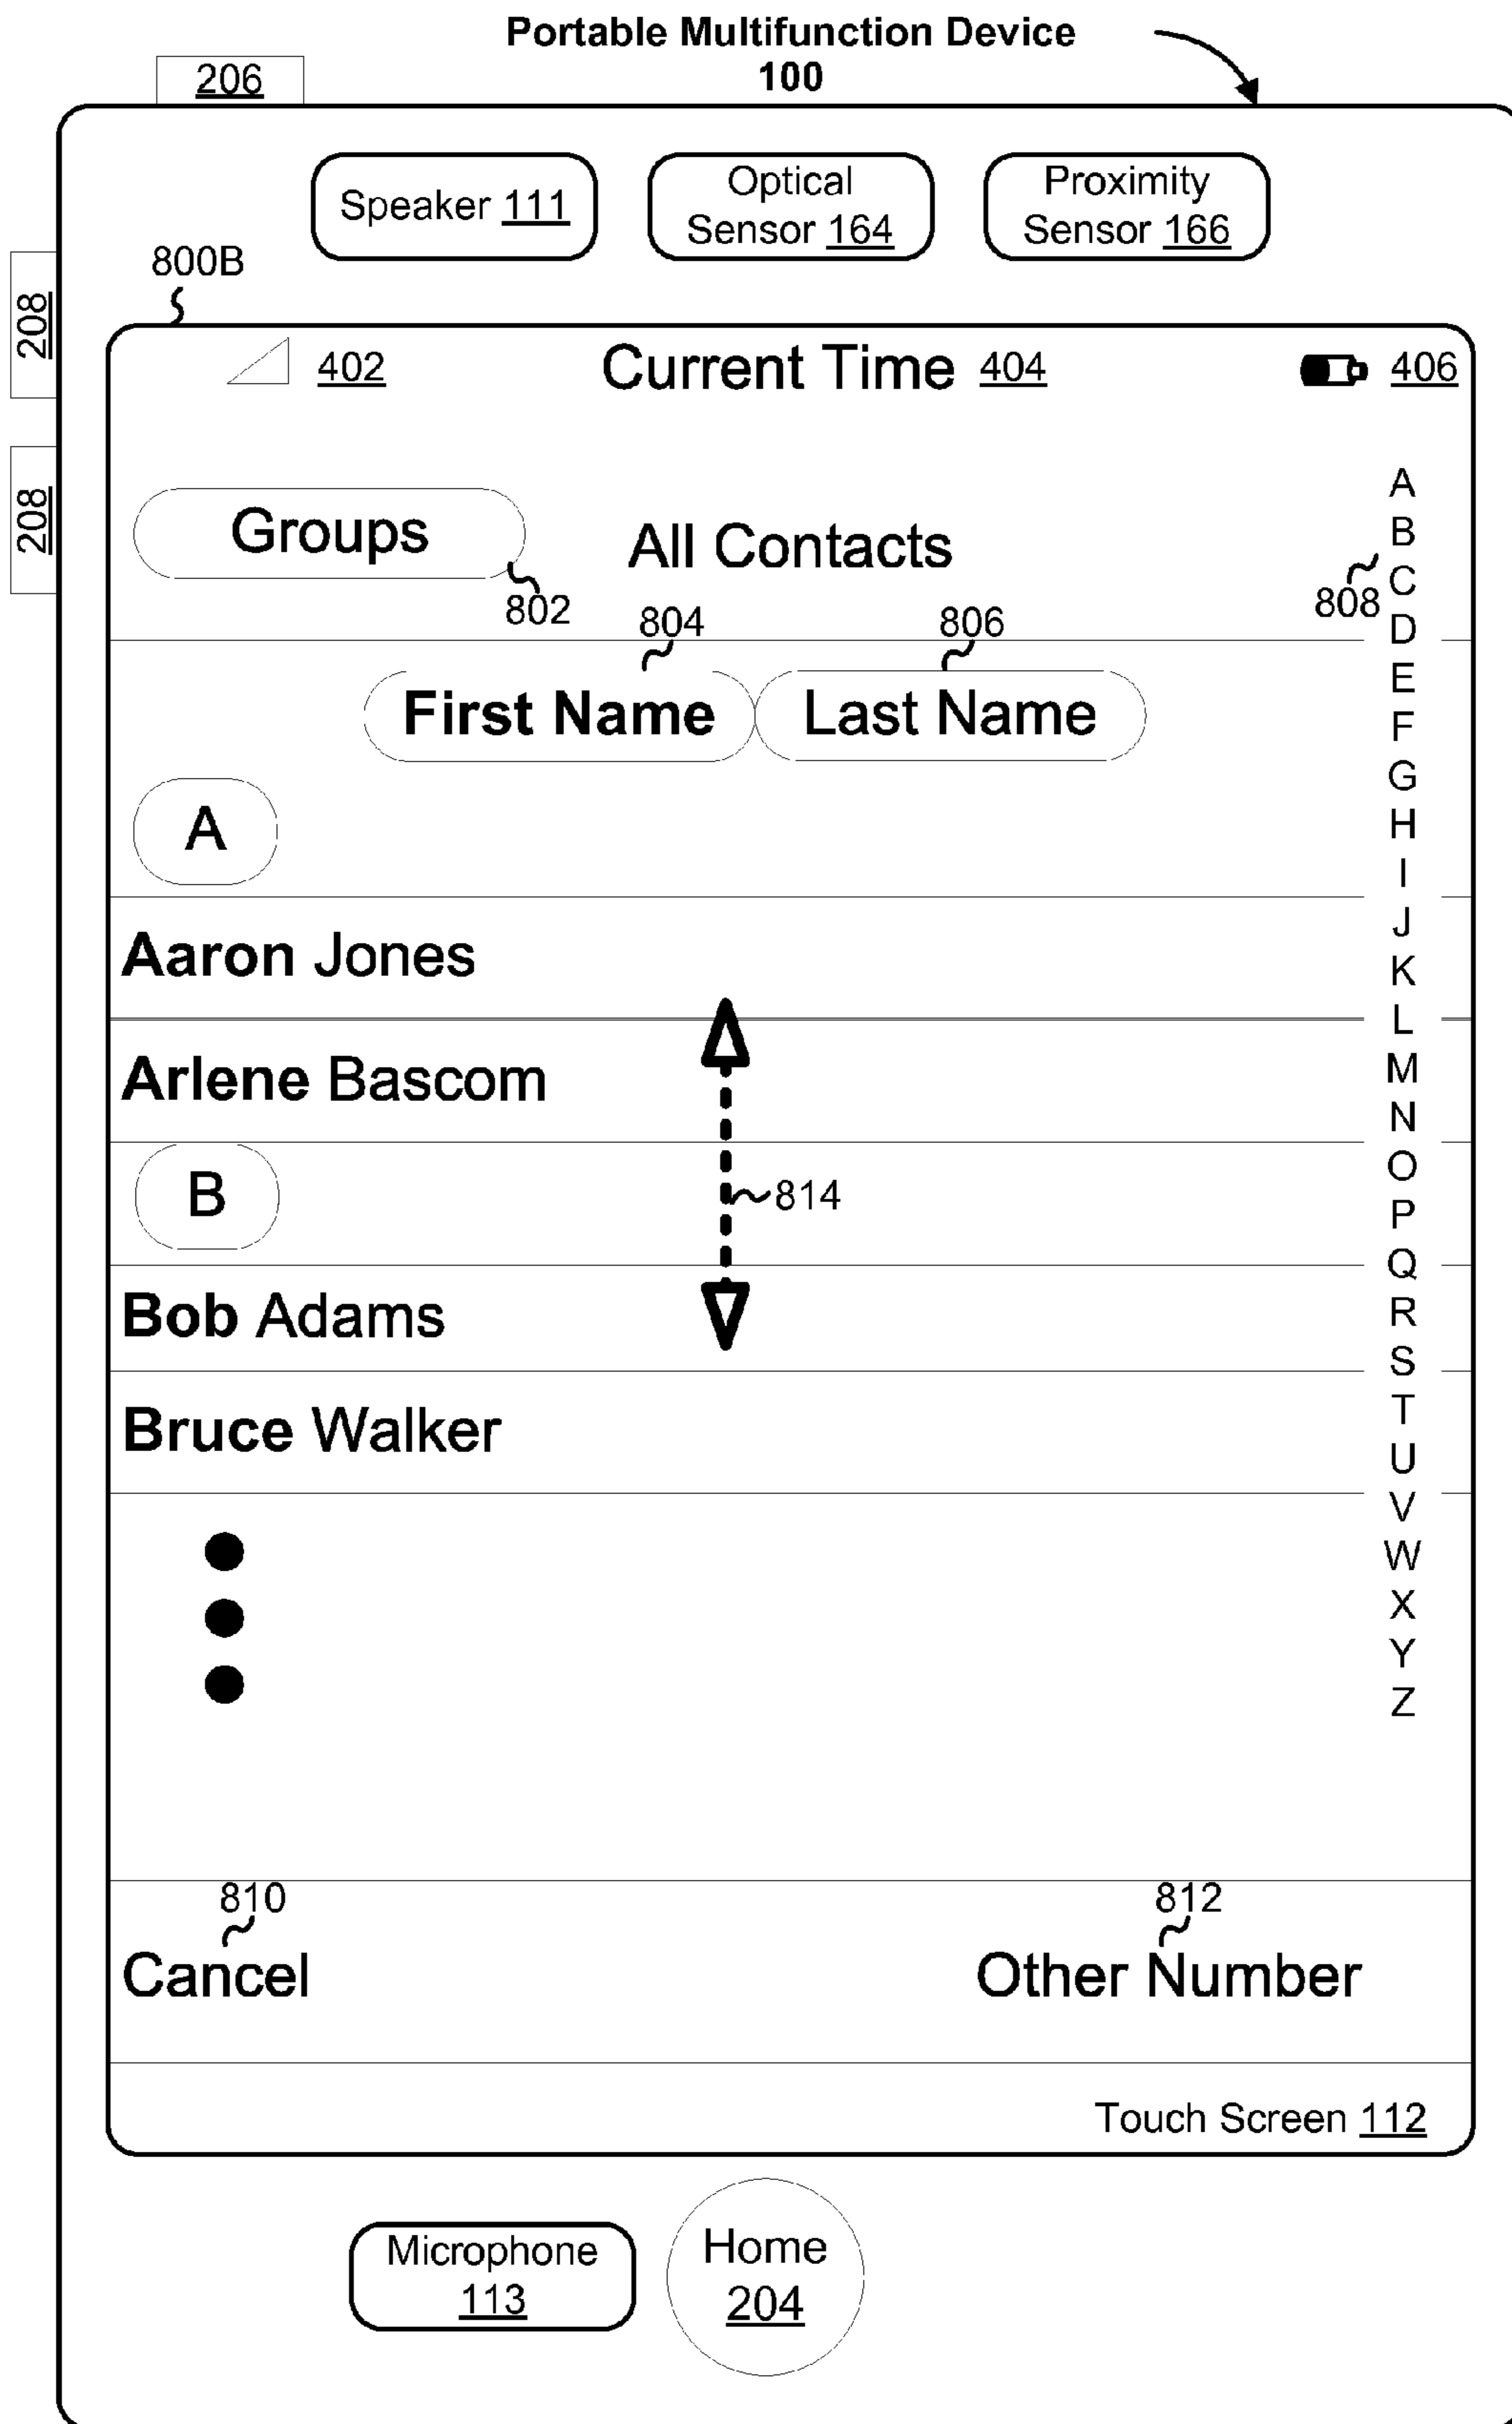 Portable Multifunction Device
100
206
Speaker 111
Optical
Sensor 164
Proximity
Sensor 166
800B
208
208
402
Current Time 404
406
Groups
802
All Contacts
804
806
808
First Name
Last Name
A
Aaron Jones
Arlene Bascom
B
814
Bob Adams
Bruce Walker
A
B
C
D
E
F
G
H
I
J
K
L
M
N
O
P
Q
R
S
T
U
V
W
X
Y
Z
810
812
Cancel
Other Number
Touch Screen 112
Microphone
113
Home
204